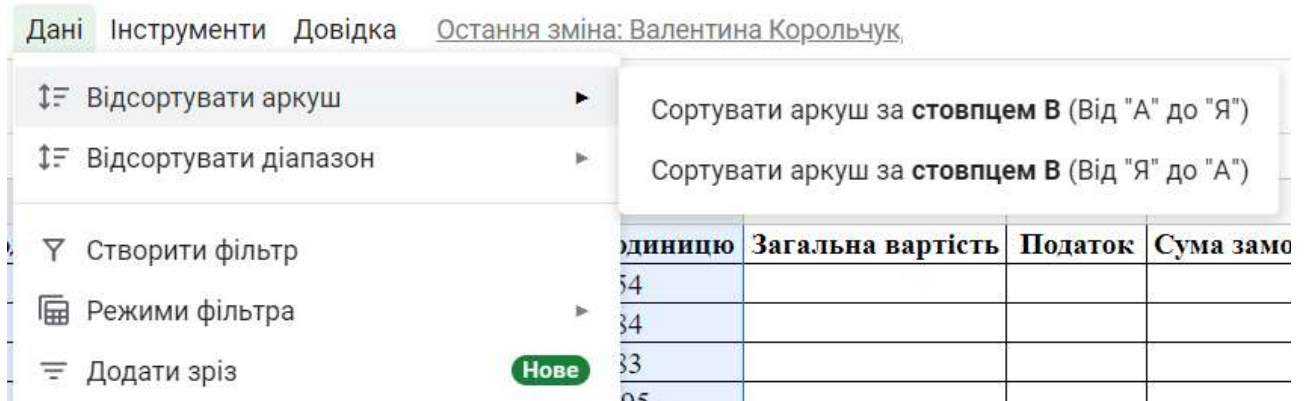 Дані Інструменти Довідка Остання зміна: Валентина Корольчук
Відсортувати аркуш
Сортувати аркуш за стовпцем B (Від "А" до "Я")
Відсортувати діапазон
Сортувати аркуш за стовпцем B (Від "Я" до "А")
Створити фільтр
Загальна вартість Податок Сума
Режими фільтра
Додати зріз Нове